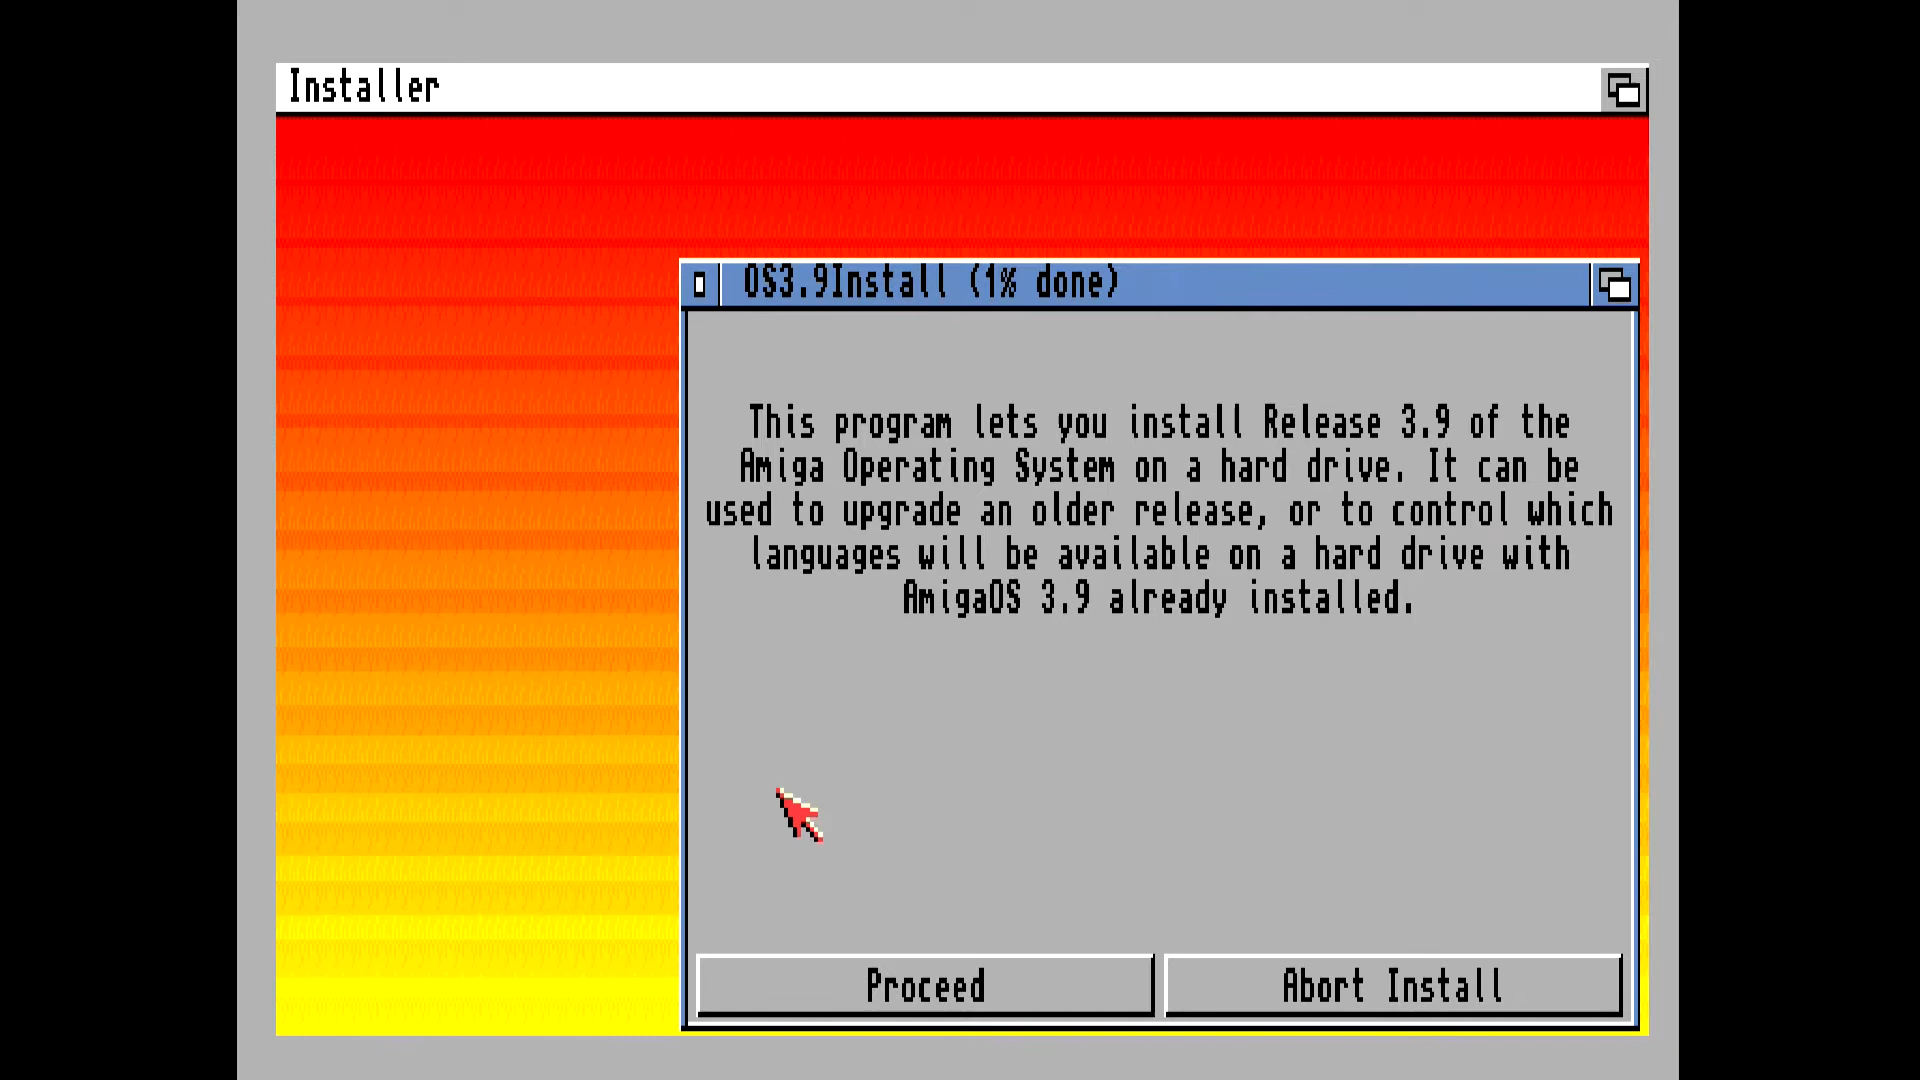 Installer
OS3.9Install (1% done)
This program lets you install Release 3.9 of the
Amiga Operating System on a hard drive. It can be
used to upgrade an older release, or to control which
languages will be available on a hard drive with
AmigaOS 3.9 already installed.
Proceed
Abort Install